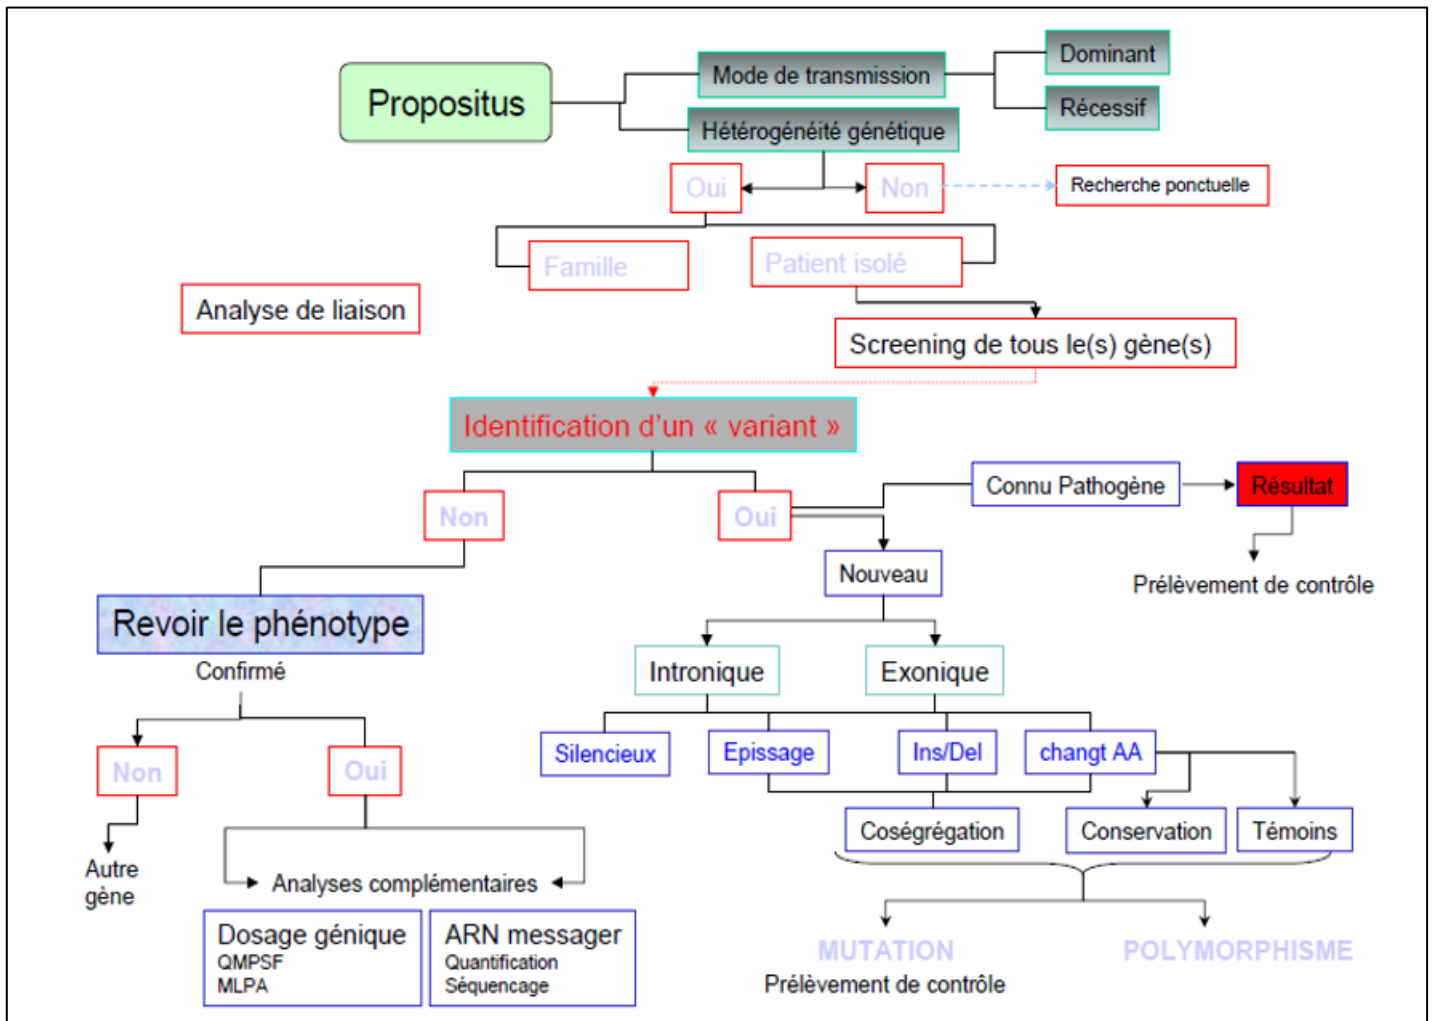 Propositus
Mode de transmission
Dominant
Récessif
Hétérogénéité génétique
Oui
Non
Recherche ponctuelle
Famille
Patient isolé
Analyse de liaison
Screening de tous le(s) gène(s)
Identification d'un « variant »
Non
Oui
Connu Pathogène
Résultat
Nouveau
Prélèvement de contrôle
Revoir le phénotype
Confirmé
Intronique
Exonique
Silencieux
Epissage
Ins/Del
changt AA
Non
Oui
Coségrégation
Conservation
Témoins
Autre
gène
Analyses complémentaires
Dosage génique
QMPSF
MLPA
ARN messager
Quantification
Séquencage
MUTATION
POLYMORPHISME
Prélèvement de contrôle